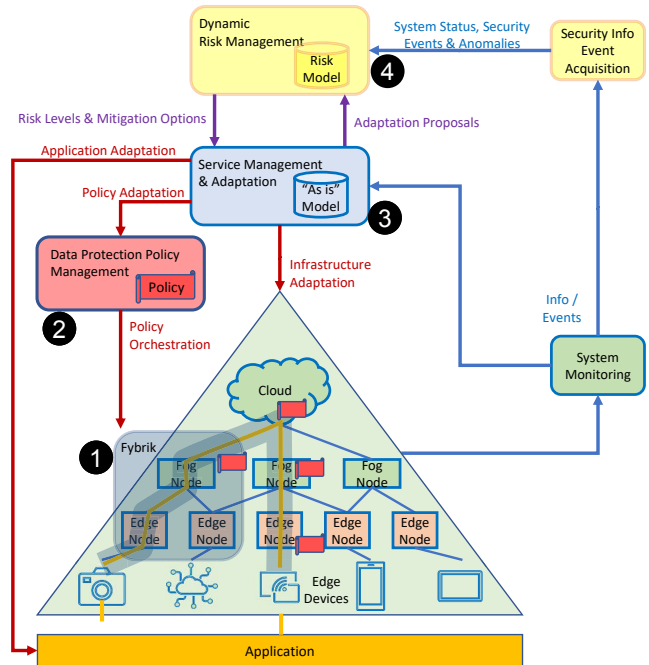 Dynamic
Risk Management
Risk
Model
4
System Status, Security
Events & Anomalies
Security Info
Event
Acquisition
Risk Levels & Mitigation Options
Adaptation Proposals
Application Adaptation
Service Management
& Adaptation
"As is"
Model
3
Policy Adaptation
Data Protection Policy
Management
Policy
2
Infrastructure
Adaptation
Info /
Events
Policy
Orchestration
System
Monitoring
Cloud
1
Fybrik
Fog
Node
Fog
Node
Fog
Node
Edge
Node
Edge
Node
Edge
Node
Edge
Node
Edge
Node
Edge
Devices
Application